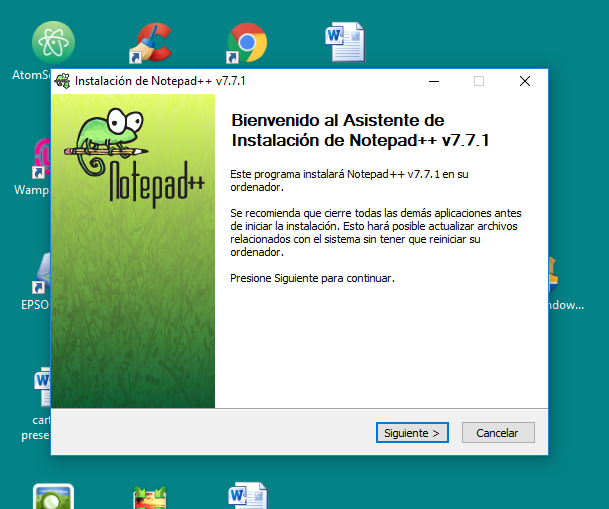 AtomS
Instalación de Notepad++ v7.7.1
Notepad++
Bienvenido al Asistente de
Instalación de Notepad++ v7.7.1
Este programa instalará Notepad++ v7.7.1 en su
ordenador.
Se recomienda que cierre todas las demás aplicaciones antes
de iniciar la instalación. Esto hará posible actualizar archivos
relacionados con el sistema sin tener que reiniciar su
ordenador.
Presione Siguiente para continuar.
Wamp
EPSO
ndow...
cart
prese
Siguiente >
Cancelar